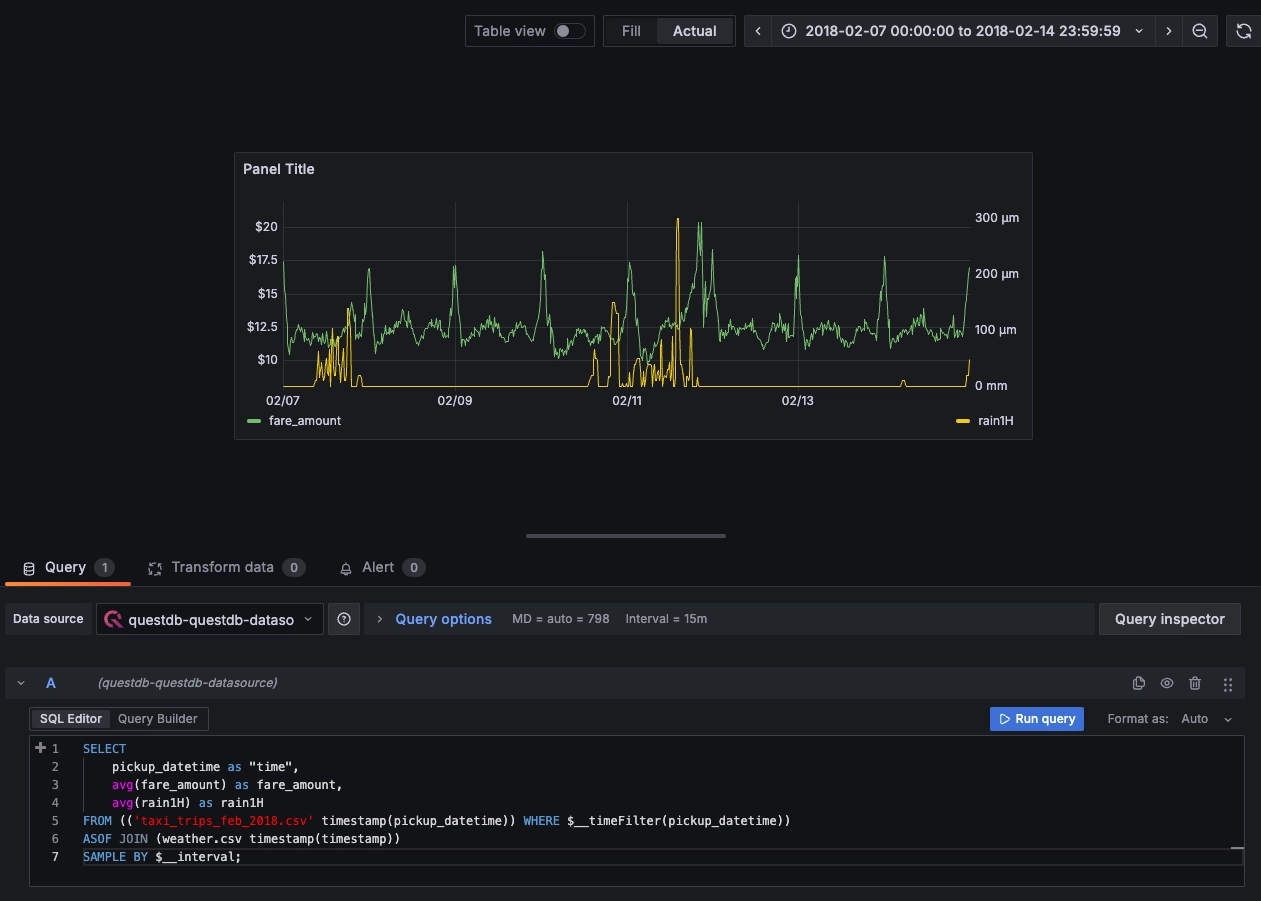 Table view Fill Actual 2018-02-07 00:00:00 to 2018-02-14 23:59:59
Panel Title
$20
$17.5
$15
$12.5
$10
300 µm
200 µm
100 µm
0 mm
02/07 02/09 02/11 02/13
fare_amount rain1H
Query 1 Transform data 0 Alert 0
Data source questdb-questdb-dataso Query options MD = auto = 798 Interval = 15m Query inspector
A (questdb-questdb-datasource)
SQL Editor Query Builder Run query Format as: Auto
1 SELECT
2 pickup_datetime as "time",
3 avg(fare_amount) as fare_amount,
4 avg(rain1H) as rain1H
5 FROM (('taxi_trips_feb_2018.csv' timestamp(pickup_datetime)) WHERE $__timeFilter(pickup_datetime))
6 ASOF JOIN (weather.csv timestamp(timestamp))
7 SAMPLE BY $__interval;